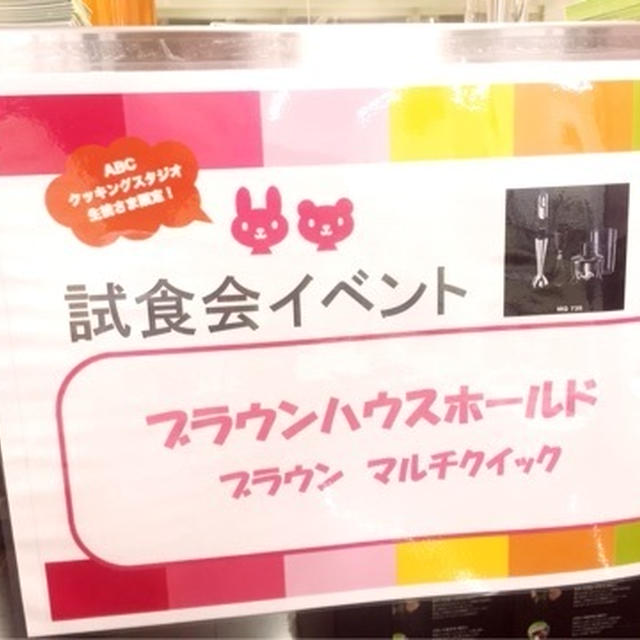 ABC
クッキングスタジオ
生徒さま限定!
試食会イベント
MQ 735
ブラウンハウスホールド
ブラウン マルチクイック